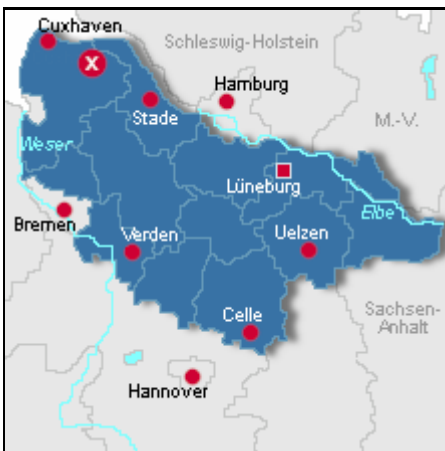 Cuxhaven
Schleswig-Holstein
X
Hamburg
Stade
M.-V.
Weser
Lüneburg
Elbe
Bremen
Verden
Uelzen
Sachsen-
Anhalt
Celle
Hannover